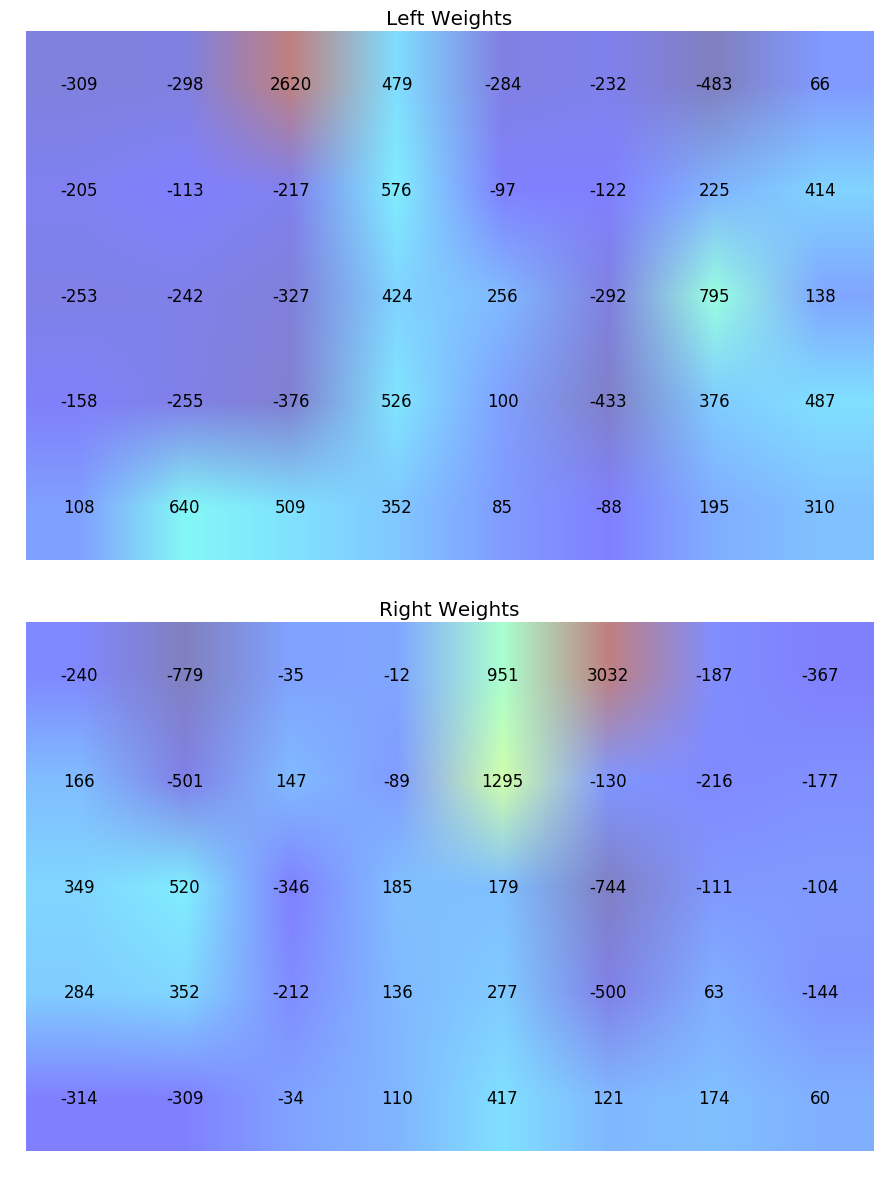 Left Weights
-309 -298 2620 479 -284 -232 -483 66
-205 -113 -217 576 -97 -122 225 414
-253 -242 -327 424 256 -292 795 138
-158 -255 -376 526 100 -433 376 487
108 640 509 352 85 -88 195 310
Right Weights
-240 -779 -35 -12 951 3032 -187 -367
166 -501 147 -89 1295 -130 -216 -177
349 520 -346 185 179 -744 -111 -104
284 352 -212 136 277 -500 63 -144
-314 -309 -34 110 417 121 174 60